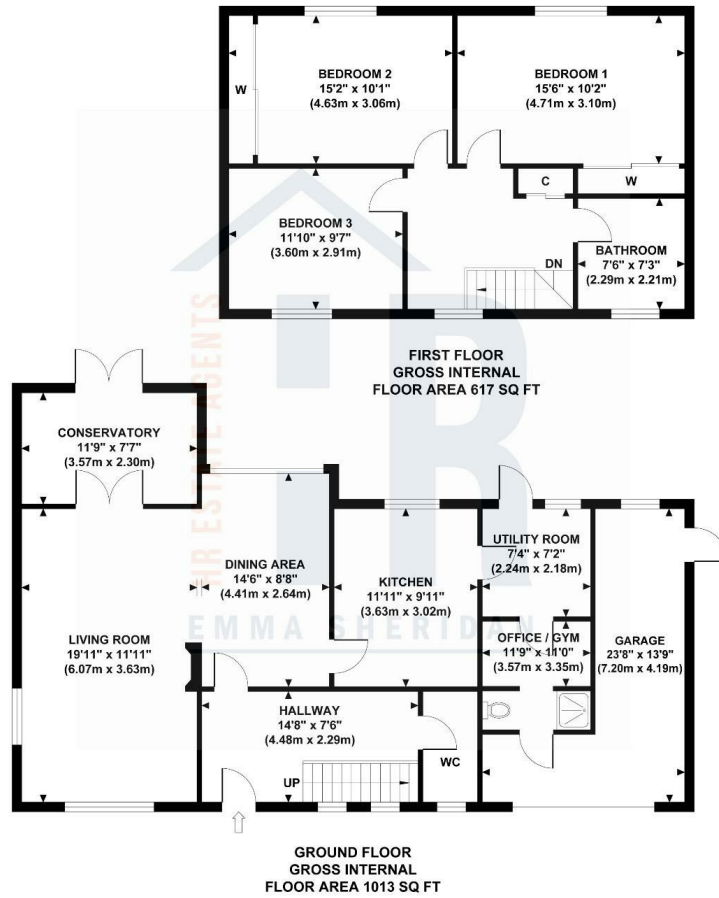 BEDROOM 2
15'2" x 10'1"
(4.63m x 3.06m)
W
BEDROOM 1
15'6" x 10'2"
(4.71m x 3.10m)
C
W
BEDROOM 3
11'10" x 9'7"
(3.60m x 2.91m)
BATHROOM
7'6" x 7'3"
(2.29m x 2.21m)
DN
FIRST FLOOR
GROSS INTERNAL
FLOOR AREA 617 SQ FT
HR ESTATE AGENTS
HR
EMMA SHERIDAN
CONSERVATORY
11'9" x 7'7"
(3.57m x 2.30m)
DINING AREA
14'6" x 8'8"
(4.41m x 2.64m)
KITCHEN
11'11" x 9'11"
(3.63m x 3.02m)
UTILITY ROOM
7'4" x 7'2"
(2.24m x 2.18m)
LIVING ROOM
19'11" x 11'11"
(6.07m x 3.63m)
OFFICE / GYM
11'9" x 11'0"
(3.57m x 3.35m)
GARAGE
23'8" x 13'9"
(7.20m x 4.19m)
HALLWAY
14'8" x 7'6"
(4.48m x 2.29m)
WC
UP
GROUND FLOOR
GROSS INTERNAL
FLOOR AREA 1013 SQ FT